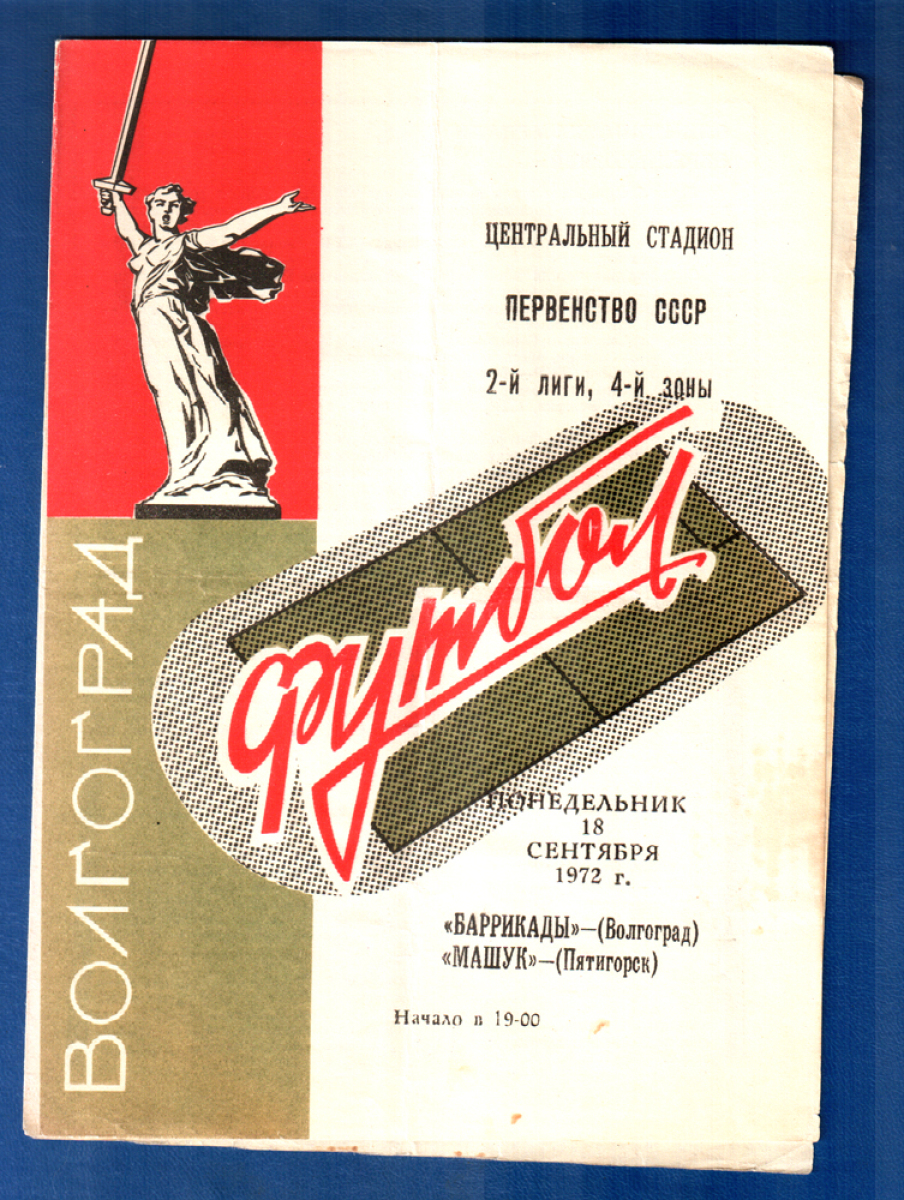 ВОЛГОГРАД
ЦЕНТРАЛЬНЫЙ СТАДИОН
ПЕРВЕНСТВО СССР
2-й лиги, 4-й зоны
футбол
ПОНЕДЕЛЬНИК
18
СЕНТЯБРЯ
1972 г.
«БАРРИКАДЫ»—(Волгоград)
«МАШУК»—(Пятигорск)
Начало в 19-00